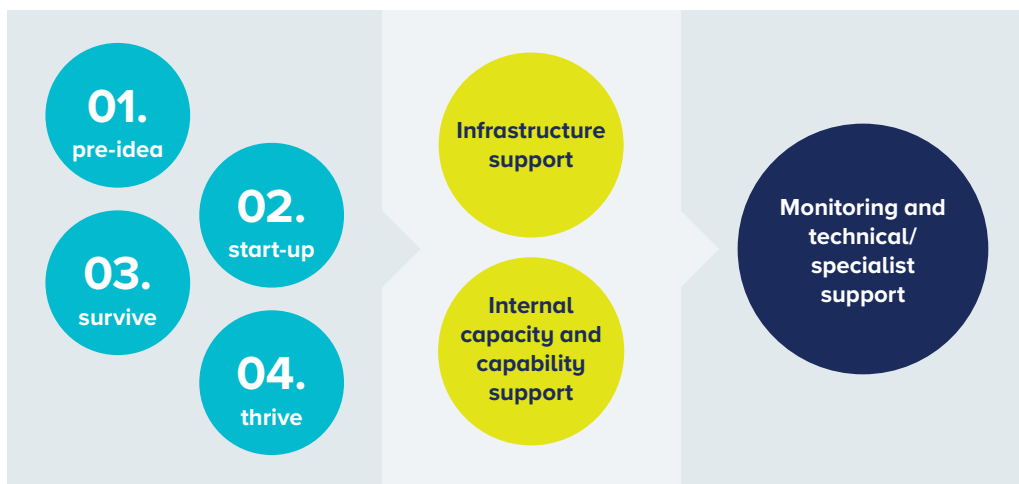 01.
pre-idea
02.
start-up
03.
survive
04.
thrive
Infrastructure
support
Internal
capacity and
capability
support
Monitoring and
technical/
specialist
support